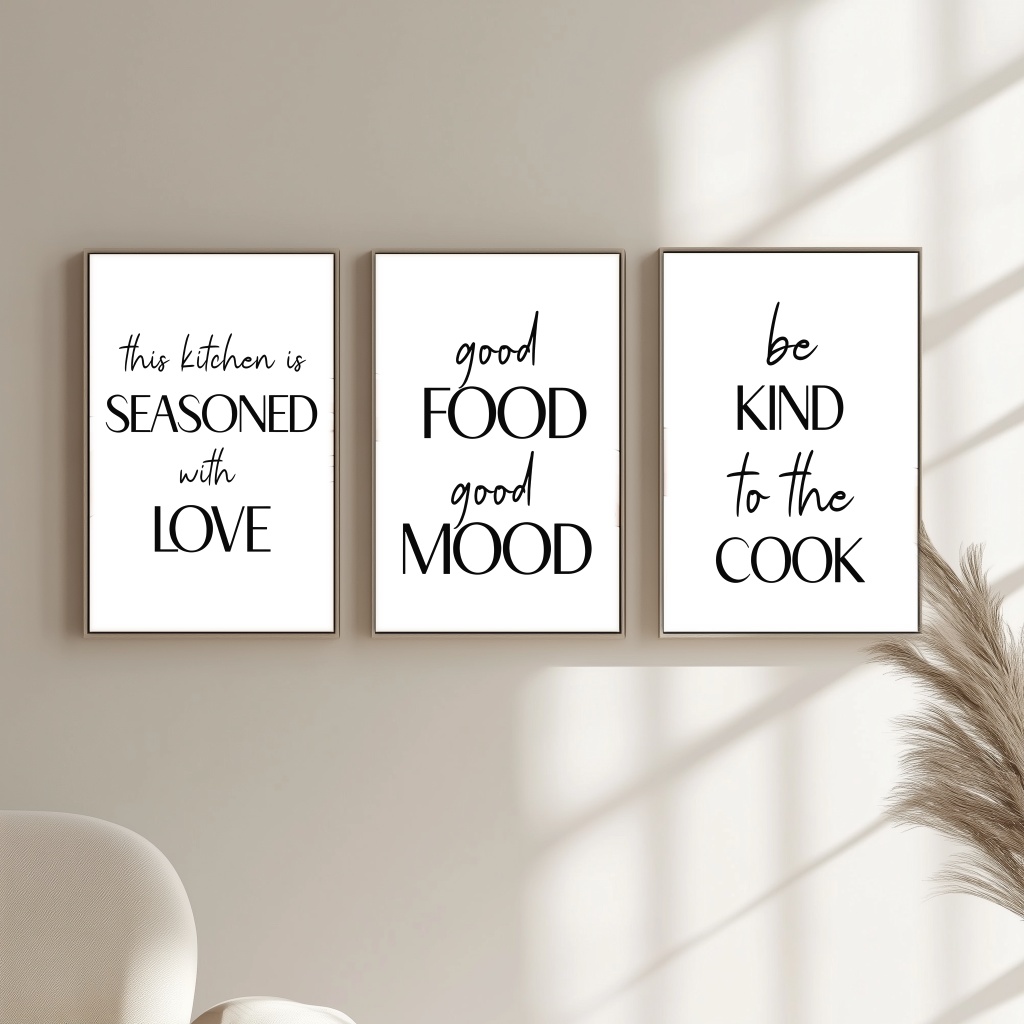 this kitchen is
SEASONED
with
LOVE
good
FOOD
good
MOOD
be
KIND
to the
COOK